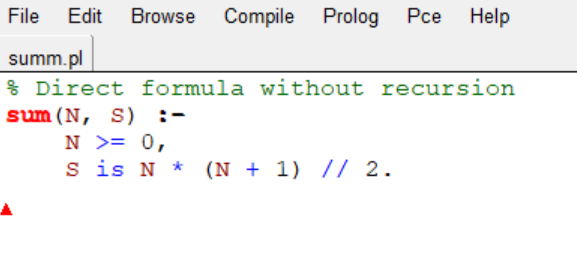 File Edit Browse Compile Prolog Pce Help
summ.pl
% Direct formula without recursion
sum(N, S) :-
    N >= 0,
    S is N * (N + 1) // 2.